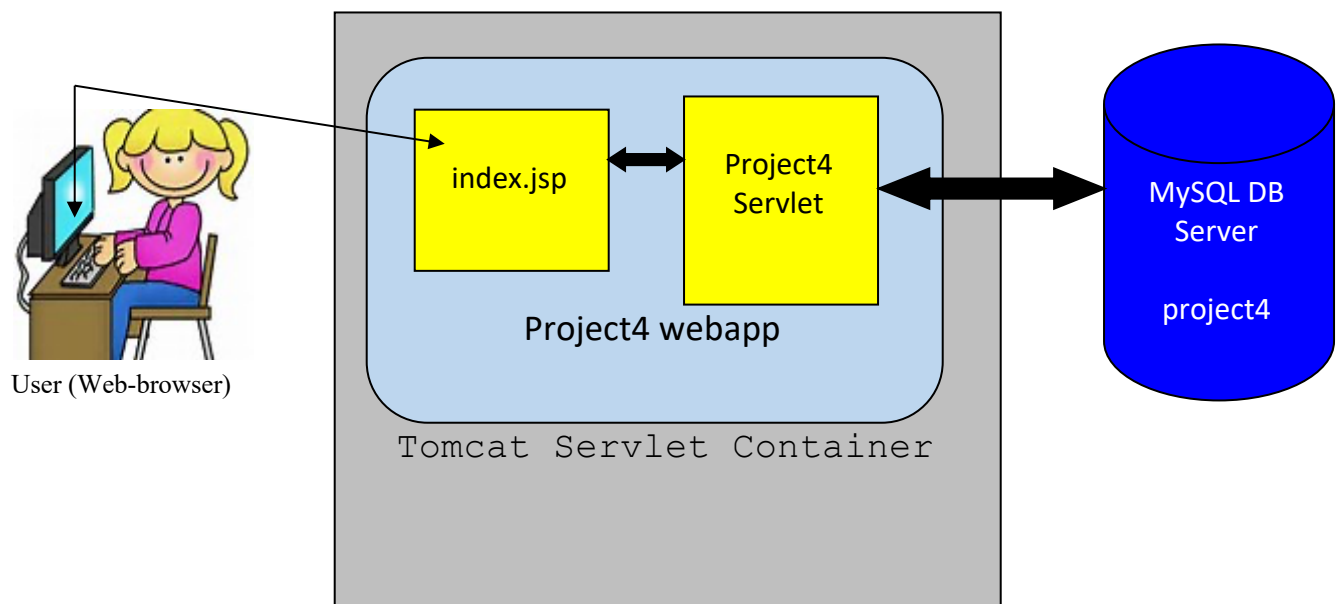 index.jsp
Project4
Servlet
MySQL DB
Server
project4
Project4 webapp
User (Web-browser)
Tomcat Servlet Container